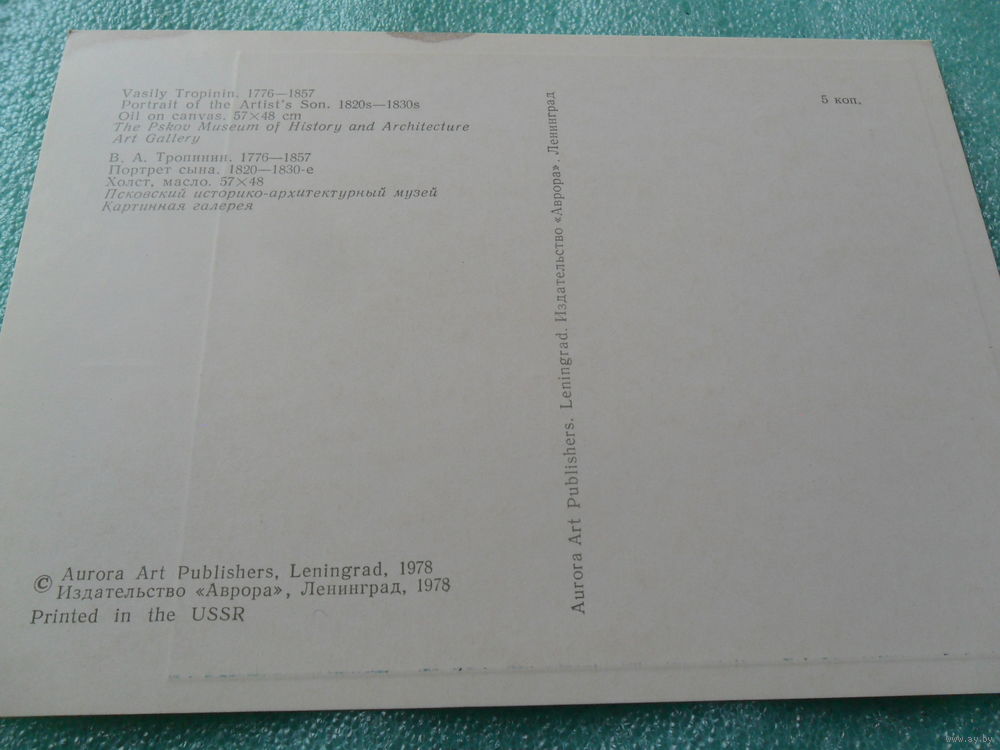 Vasily Tropinin. 1776—1857
Portrait of the Artist's Son. 1820s—1830s
Oil on canvas. 57×48 cm
The Pskov Museum of History and Architecture
Art Gallery
В. А. Тропинин. 1776—1857
Портрет сына. 1820—1830-е
Холст, масло. 57×48
Псковский историко-архитектурный музей
Картинная галерея
5 коп.
Aurora Art Publishers. Leningrad. Издательство «Аврора». Ленинград
© Aurora Art Publishers, Leningrad, 1978
Издательство «Аврора», Ленинград, 1978
Printed in the USSR
www.ay.by